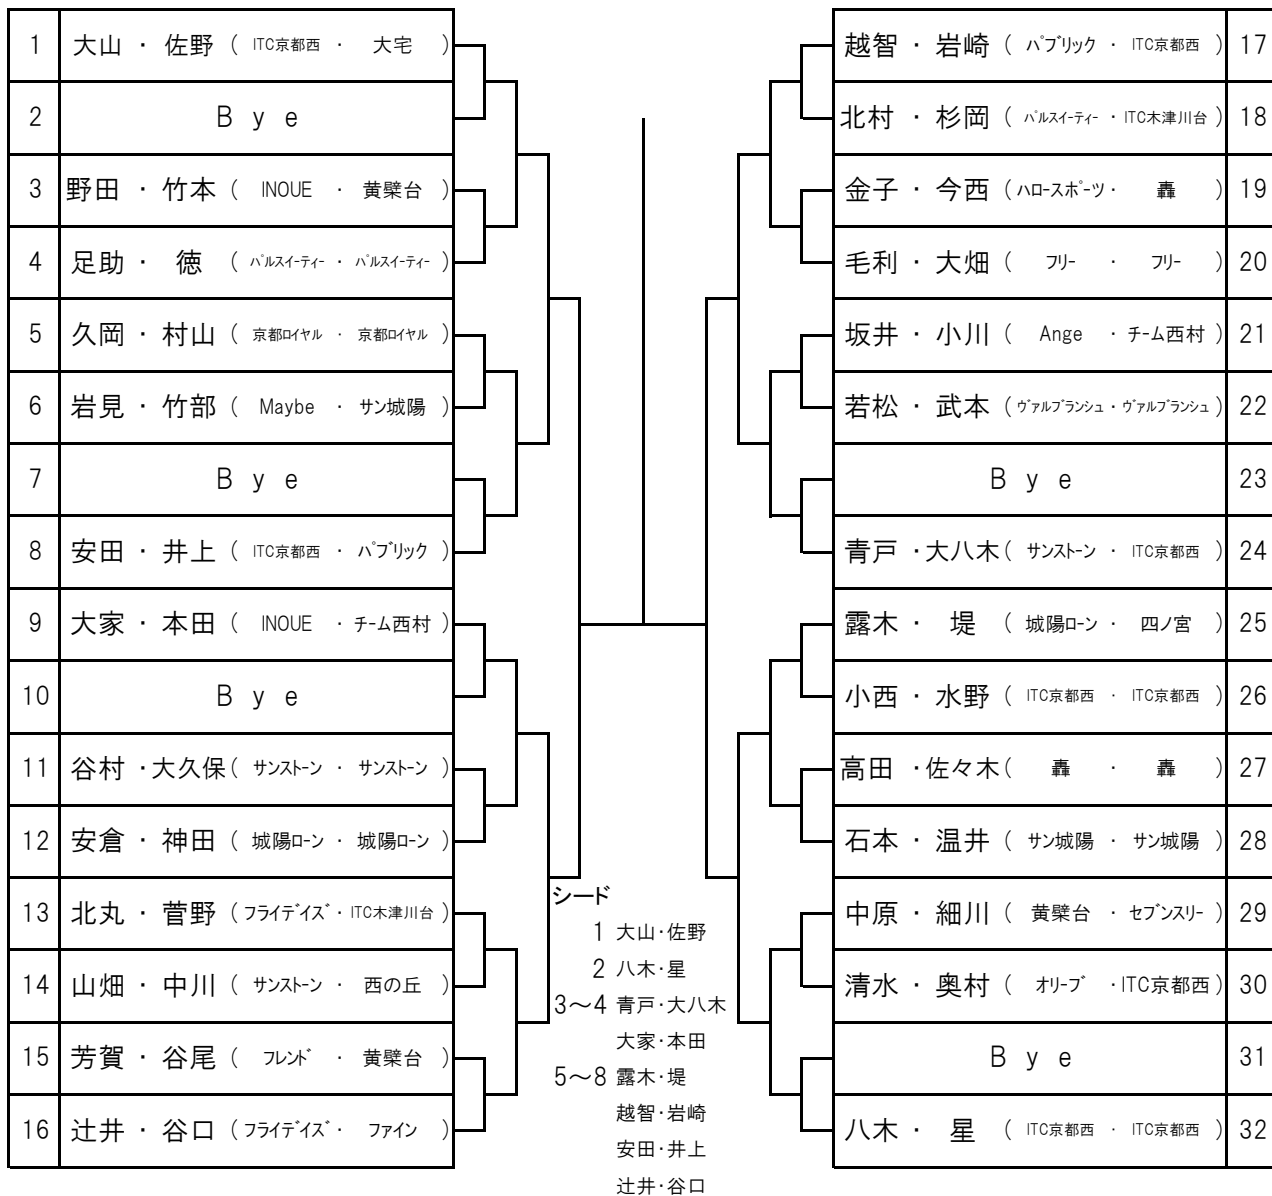 1 大山 ・ 佐野 ( ITC京都西 ・ 大宅 )
2 Bye
3 野田 ・ 竹本 ( INOUE ・ 黄檗台 )
4 足助 ・ 徳 ( パルスイーティー ・ パルスイーティー )
5 久岡 ・ 村山 ( 京都ロイヤル ・ 京都ロイヤル )
6 岩見 ・ 竹部 ( Maybe ・ サン城陽 )
7 Bye
8 安田 ・ 井上 ( ITC京都西 ・ パブリック )
9 大家 ・ 本田 ( INOUE ・ チーム西村 )
10 Bye
11 谷村 ・ 大久保 ( サンストーン ・ サンストーン )
12 安倉 ・ 神田 ( 城陽ローン ・ 城陽ローン )
13 北丸 ・ 菅野 ( フライデイズ ・ ITC木津川台 )
14 山畑 ・ 中川 ( サンストーン ・ 西の丘 )
15 芳賀 ・ 谷尾 ( フレンド ・ 黄檗台 )
16 辻井 ・ 谷口 ( フライデイズ ・ ファイン )
越智 ・ 岩崎 ( パブリック ・ ITC京都西 ) 17
北村 ・ 杉岡 ( パルスイーティー ・ ITC木津川台 ) 18
金子 ・ 今西 ( ハロースポーツ ・ 轟 ) 19
毛利 ・ 大畑 ( フリー ・ フリー ) 20
坂井 ・ 小川 ( Ange ・ チーム西村 ) 21
若松 ・ 武本 ( ヴァルブランシュ ・ ヴァルブランシュ ) 22
Bye 23
青戸 ・ 大八木 ( サンストーン ・ ITC京都西 ) 24
露木 ・ 堤 ( 城陽ローン ・ 四ノ宮 ) 25
小西 ・ 水野 ( ITC京都西 ・ ITC京都西 ) 26
高田 ・ 佐々木 ( 轟 ・ 轟 ) 27
石本 ・ 温井 ( サン城陽 ・ サン城陽 ) 28
中原 ・ 細川 ( 黄檗台 ・ セブンスリー ) 29
清水 ・ 奥村 ( オリーブ ・ ITC京都西 ) 30
Bye 31
八木 ・ 星 ( ITC京都西 ・ ITC京都西 ) 32
シード
1 大山・佐野
2 八木・星
3～4 青戸・大八木
大家・本田
5～8 露木・堤
越智・岩崎
安田・井上
辻井・谷口